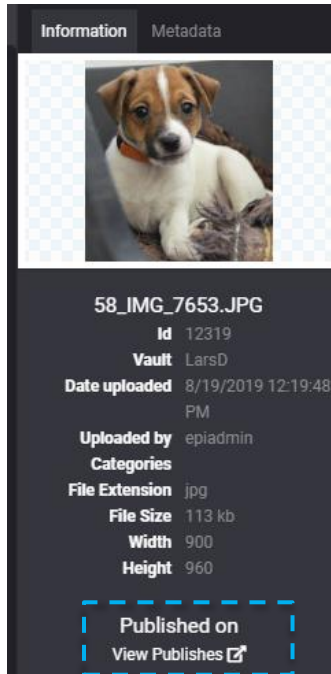 Information Metadata
58_IMG_7653.JPG
Id 12319
Vault LarsD
Date uploaded 8/19/2019 12:19:48
PM
Uploaded by epiadmin
Categories
File Extension jpg
File Size 113 kb
Width 900
Height 960
Published on
View Publishes